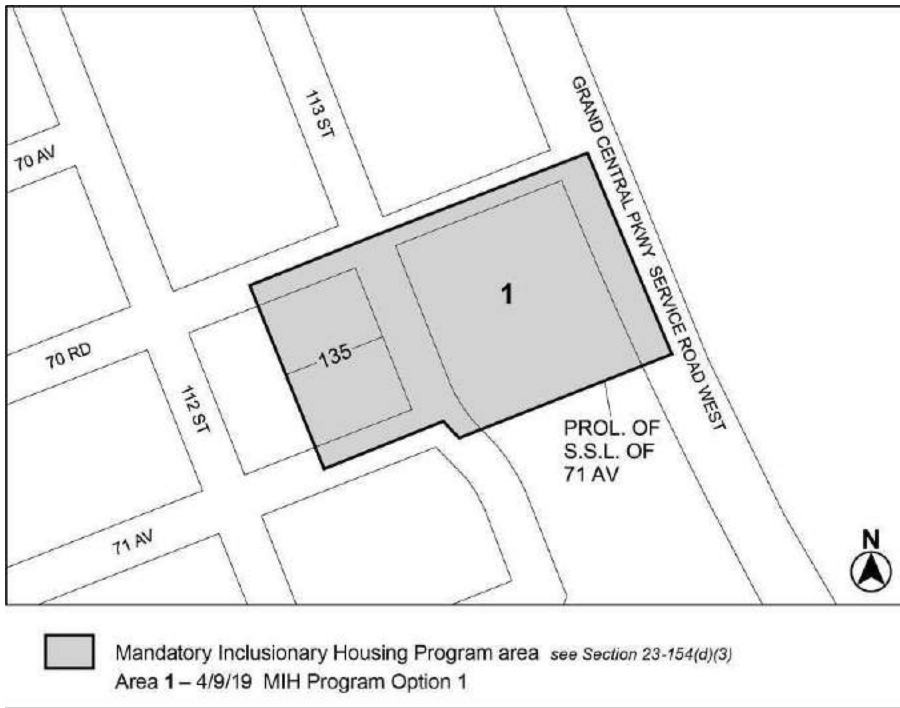 113 ST
GRAND CENTRAL PKWY SERVICE ROAD WEST
70 AV
1
135
70 RD
112 ST
PROL. OF
S.S.L. OF
71 AV
71 AV
N
Mandatory Inclusionary Housing Program area see Section 23-154(d)(3)
Area 1 – 4/9/19 MIH Program Option 1